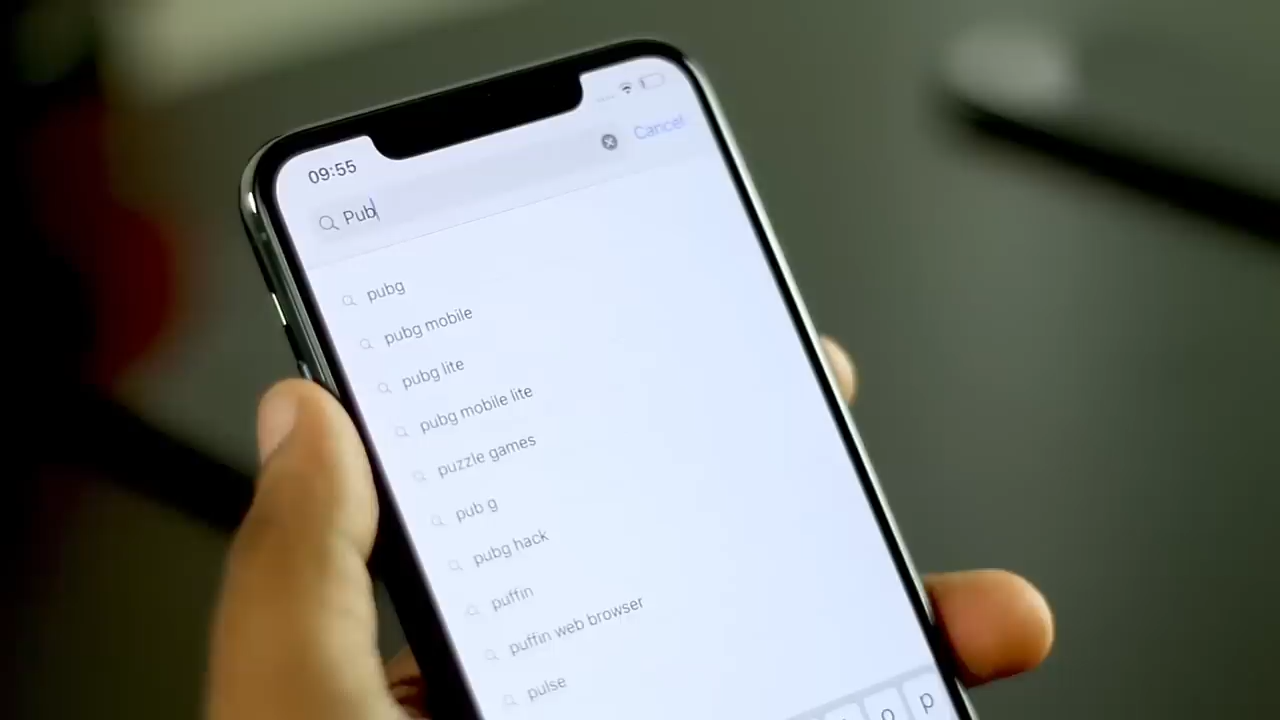 09:55
Pub
Cancel
pubg
pubg mobile
pubg lite
pubg mobile lite
puzzle games
pub g
pubg hack
puffin
puffin web browser
pulse
o p